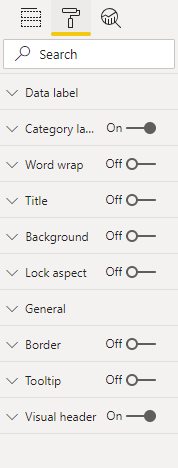 Search
Data label
Category la... On
Word wrap Off
Title Off
Background Off
Lock aspect Off
General
Border Off
Tooltip Off
Visual header On